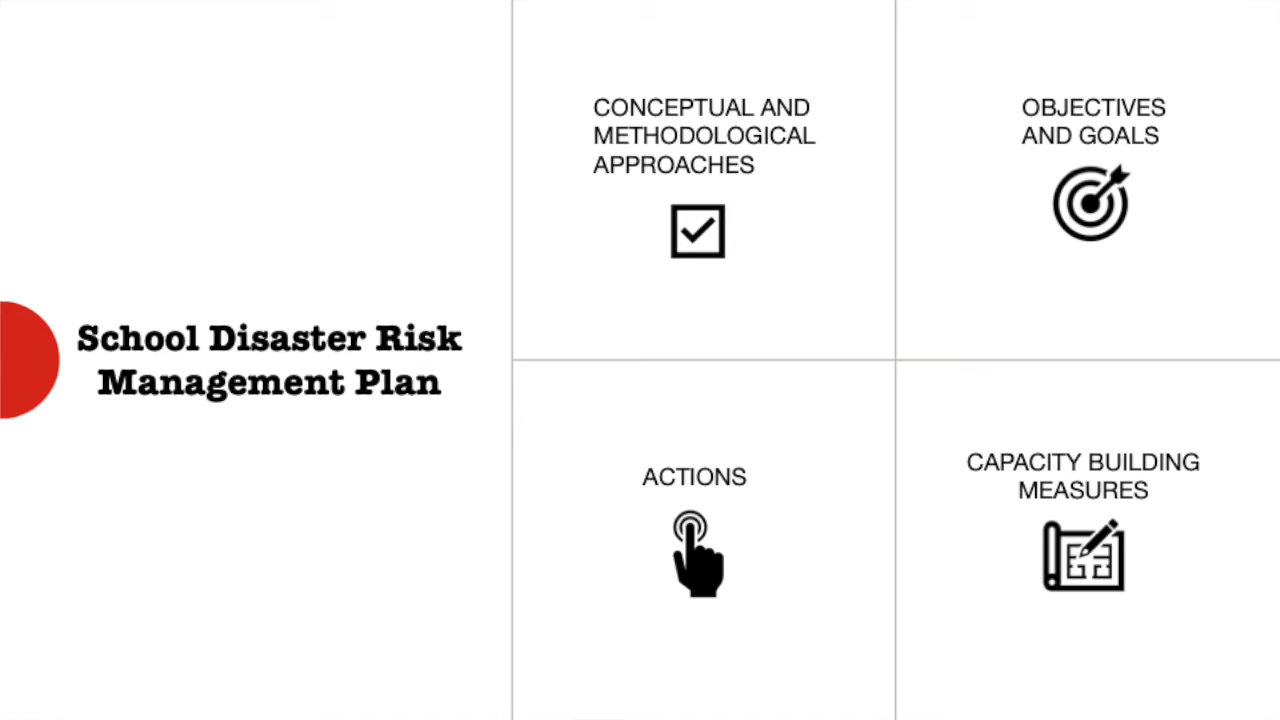 School Disaster Risk
Management Plan
CONCEPTUAL AND
METHODOLOGICAL
APPROACHES
OBJECTIVES
AND GOALS
ACTIONS
CAPACITY BUILDING
MEASURES